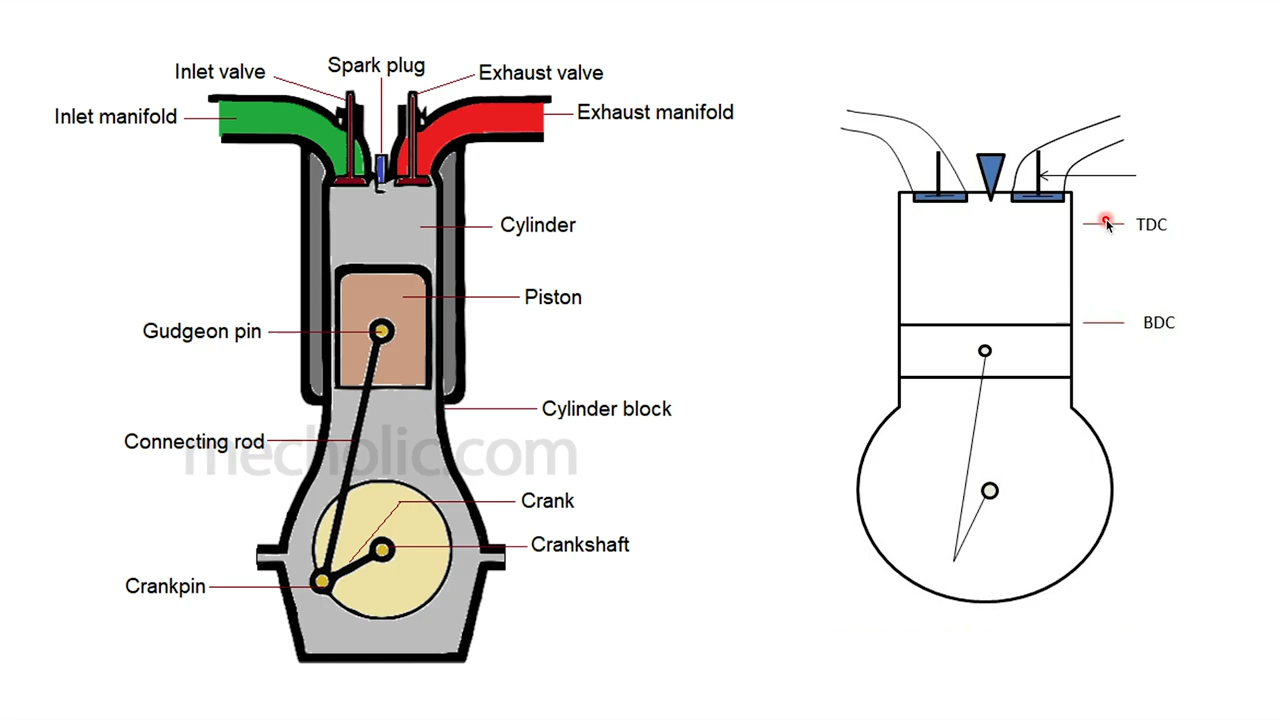 Spark plug
Inlet valve
Exhaust valve
Inlet manifold
Exhaust manifold
Cylinder
TDC
Piston
BDC
Gudgeon pin
Cylinder block
Connecting rod
mecholic.com
Crank
Crankshaft
Crankpin